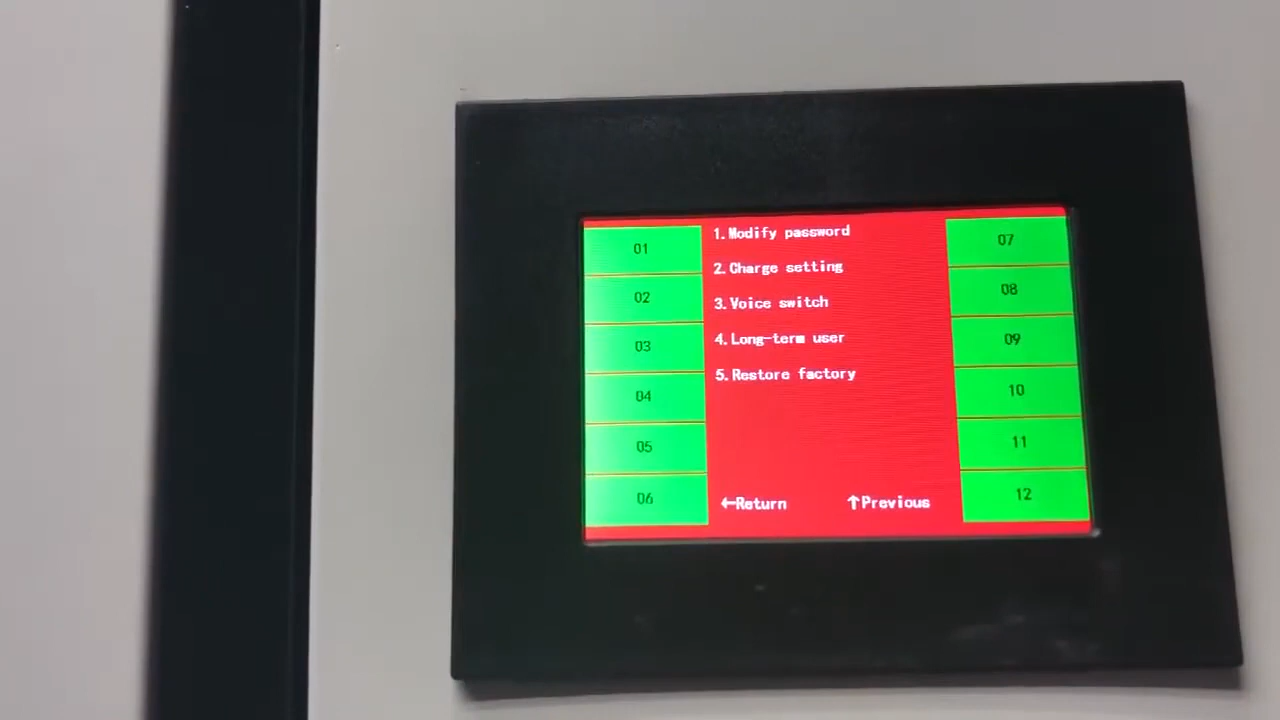 01
02
03
04
05
06
1.Modify password
2.Charge setting
3.Voice switch
4.Long-term user
5.Restore factory
←Return ↑Previous
07
08
09
10
11
12